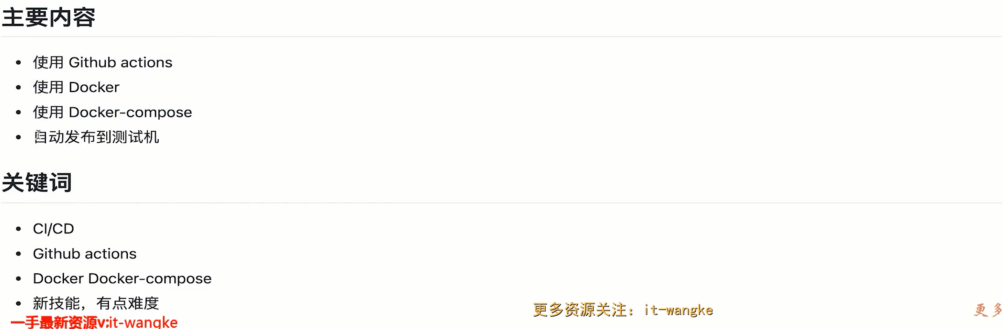 主要内容
使用 Github actions
使用 Docker
使用 Docker-compose
自动发布到测试机
关键词
CI/CD
Github actions
Docker Docker-compose
新技能，有点难度
更多资源关注：it-wangke
更多
一手最新资源v:it-wangke